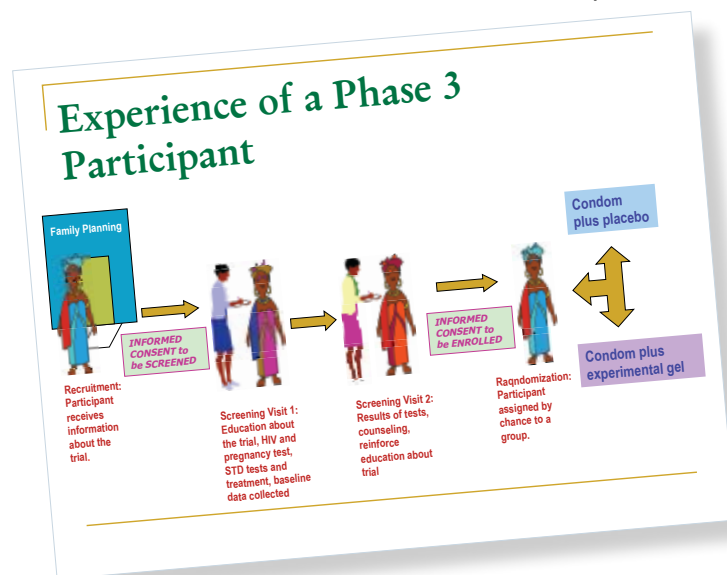 Experience of a Phase 3
Participant
Family Planning
INFORMED
CONSENT to
be SCREENED
INFORMED
CONSENT to
be ENROLLED
Condom
plus placebo
Condom plus
experimental gel
Recruitment:
Participant
receives
information
about the
trial.
Screening Visit 1:
Education about
the trial, HIV and
pregnancy test,
STD tests and
treatment, baseline
data collected
Screening Visit 2:
Results of tests,
counseling,
reinforce
education about
trial
Raqndomization:
Participant
assigned by
chance to a
group.